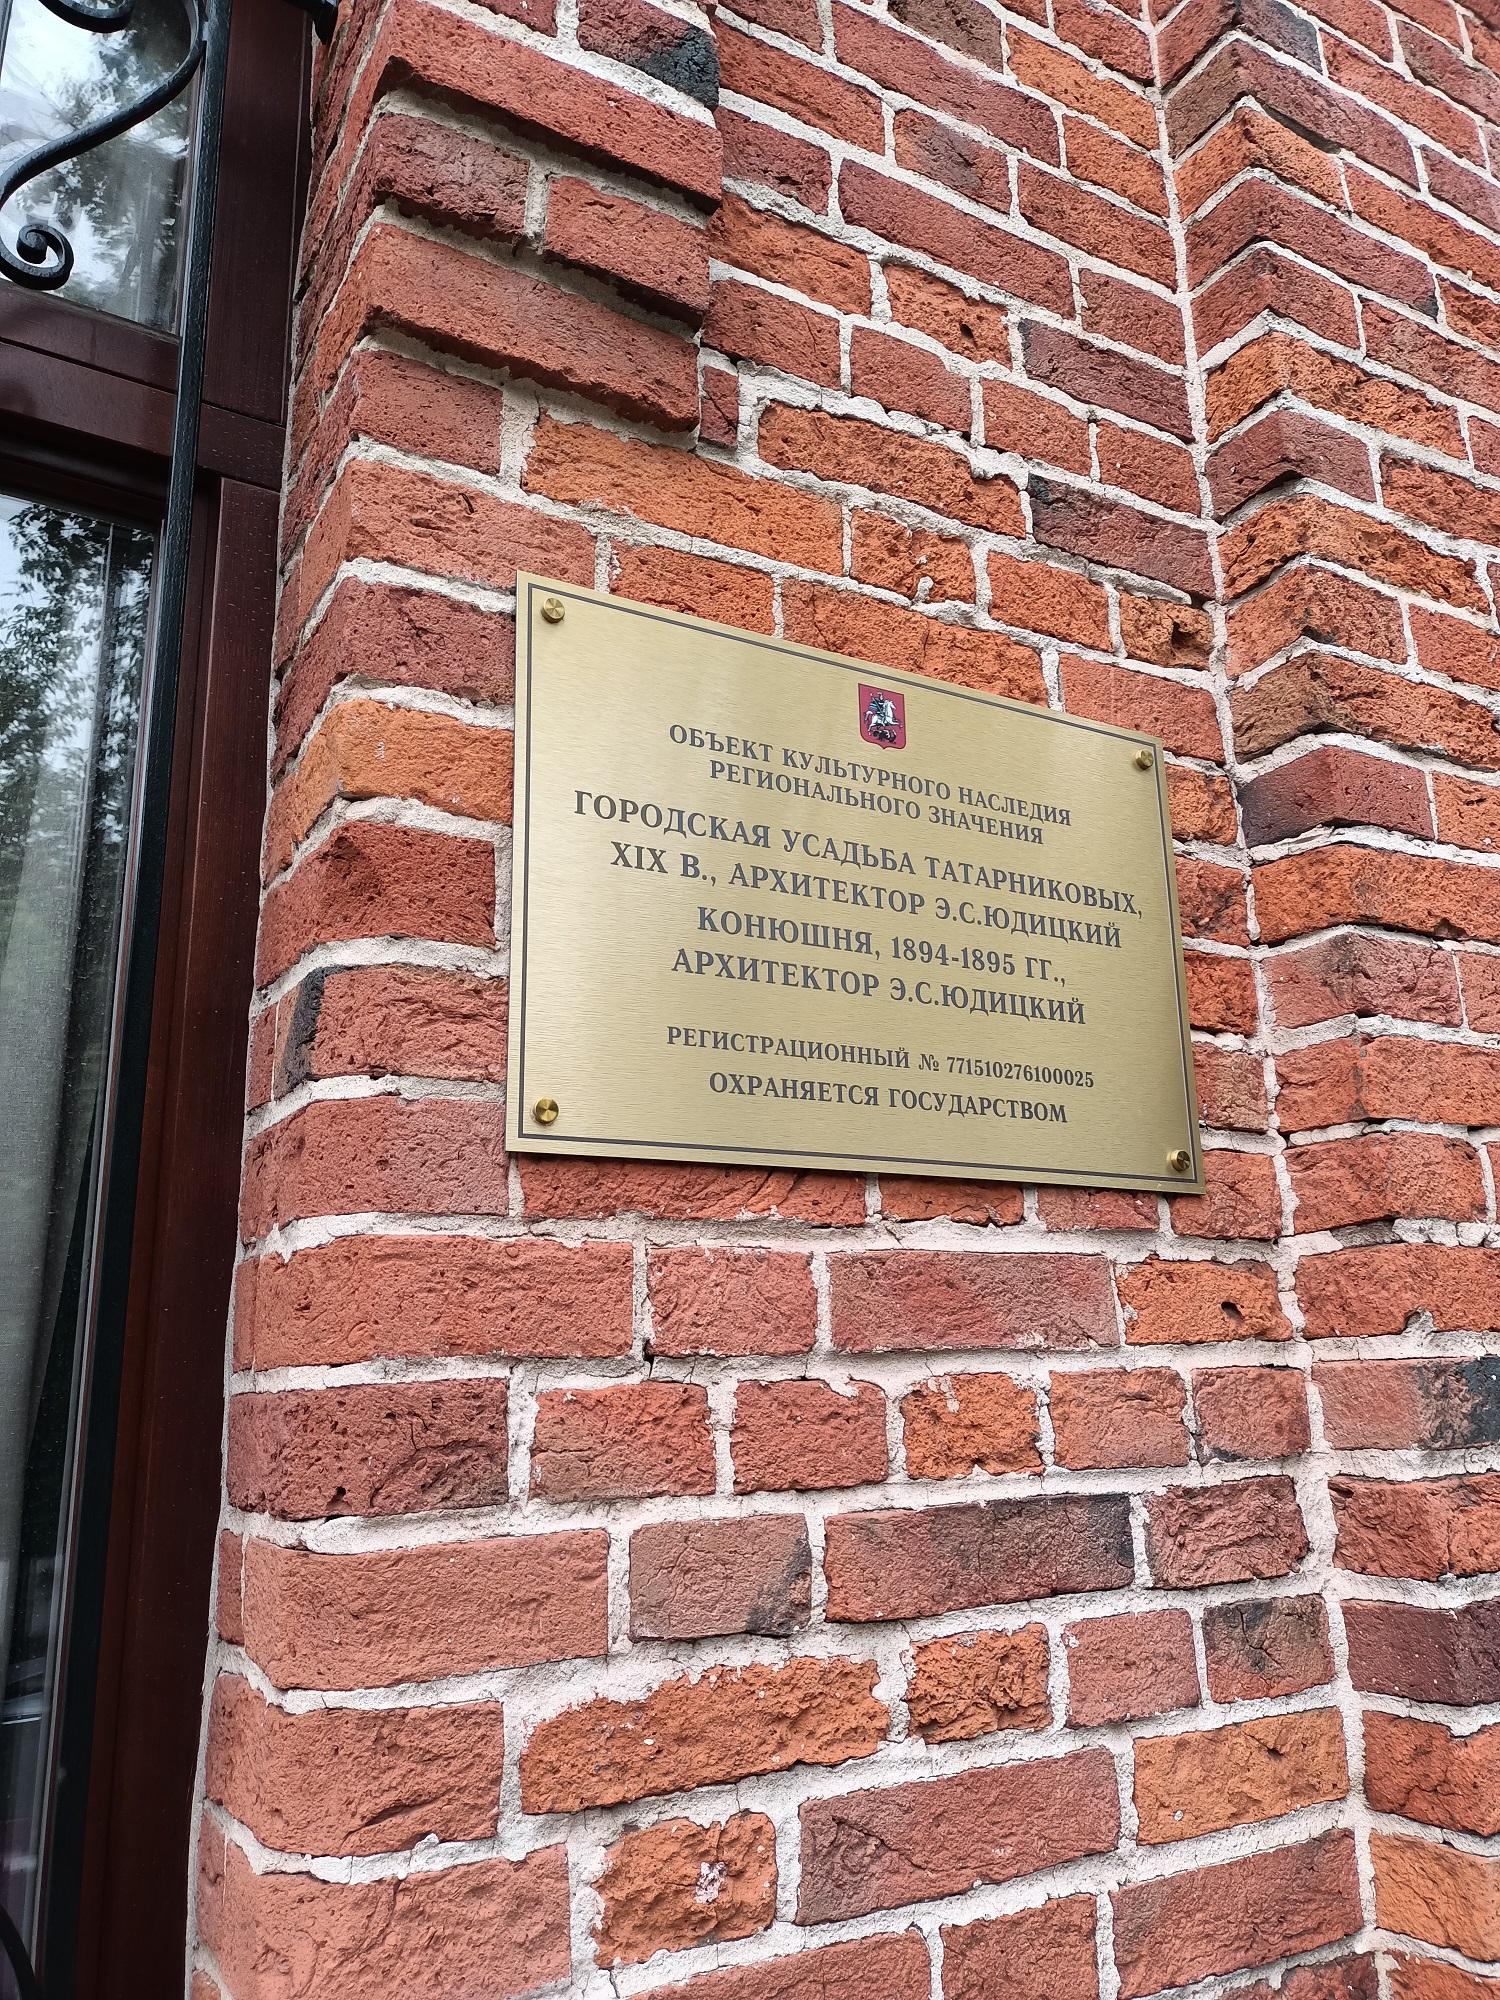 ОБЪЕКТ КУЛЬТУРНОГО НАСЛЕДИЯ
РЕГИОНАЛЬНОГО ЗНАЧЕНИЯ
ГОРОДСКАЯ УСАДЬБА ТАТАРНИКОВЫХ,
XIX В., АРХИТЕКТОР Э.С.ЮДИЦКИЙ
КОНЮШНЯ, 1894-1895 ГГ.,
АРХИТЕКТОР Э.С.ЮДИЦКИЙ
РЕГИСТРАЦИОННЫЙ № 771510276100025
ОХРАНЯЕТСЯ ГОСУДАРСТВОМ